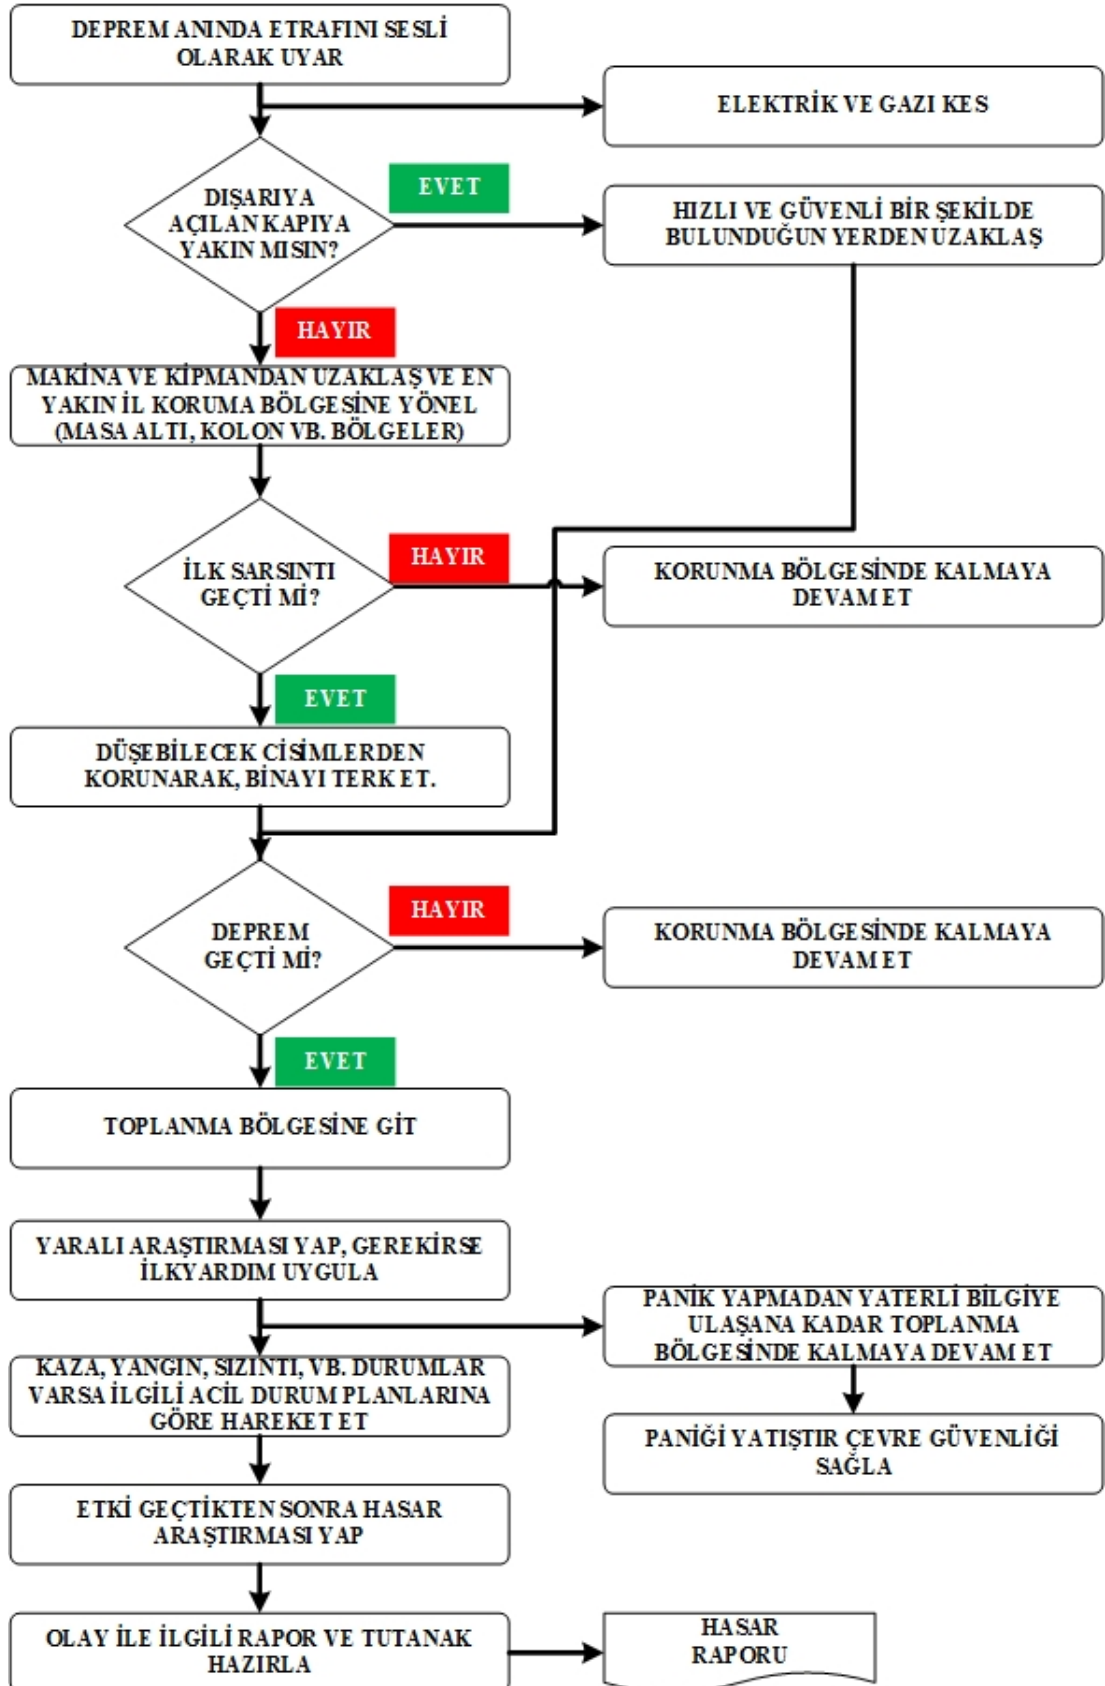 DEPREM ANINDA ETRAFINI SESLİ
OLARAK UYAR
ELEKTRİK VE GAZI KES
DIŞARIYA
AÇILAN KAPIYA
YAKIN MISIN?
EVET
HIZLI VE GÜVENLİ BİR ŞEKİLDE
BULUNDUĞUN YERDEN UZAKLAŞ
HAYIR
MAKİNA VE KİPMANDAN UZAKLAŞ VE EN
YAKIN İL KORUMA BÖLGESİNE YÖNEL
(MASA ALTI, KOLON VB. BÖLGELER)
İLK SARSINTI
GEÇTİ Mİ?
HAYIR
KORUNMA BÖLGESİNDE KALMAYA
DEVAM ET
EVET
DÜŞEBİLECEK CİSİMLERDEN
KORUNARAK, BİNAYI TERK ET.
DEPREM
GEÇTİ Mİ?
HAYIR
KORUNMA BÖLGESİNDE KALMAYA
DEVAM ET
EVET
TOPLANMA BÖLGESİNE GİT
YARALI ARAŞTIRMASI YAP, GEREKİRSE
İLKYARDIM UYGULA
PANİK YAPMADAN YATERLİ BİLGİYE
ULAŞANA KADAR TOPLANMA
BÖLGESİNDE KALMAYA DEVAM ET
KAZA, YANGIN, SIZINTI, VB. DURUMLAR
VARSA İLGİLİ ACİL DURUM PLANLARINA
GÖRE HAREKET ET
PANİĞİ YATIŞTIR ÇEVRE GÜVENLİĞİ
SAĞLA
ETKİ GEÇTİKTEN SONRA HASAR
ARAŞTIRMASI YAP
OLAY İLE İLGİLİ RAPOR VE TUTANAK
HAZIRLA
HASAR
RAPORU